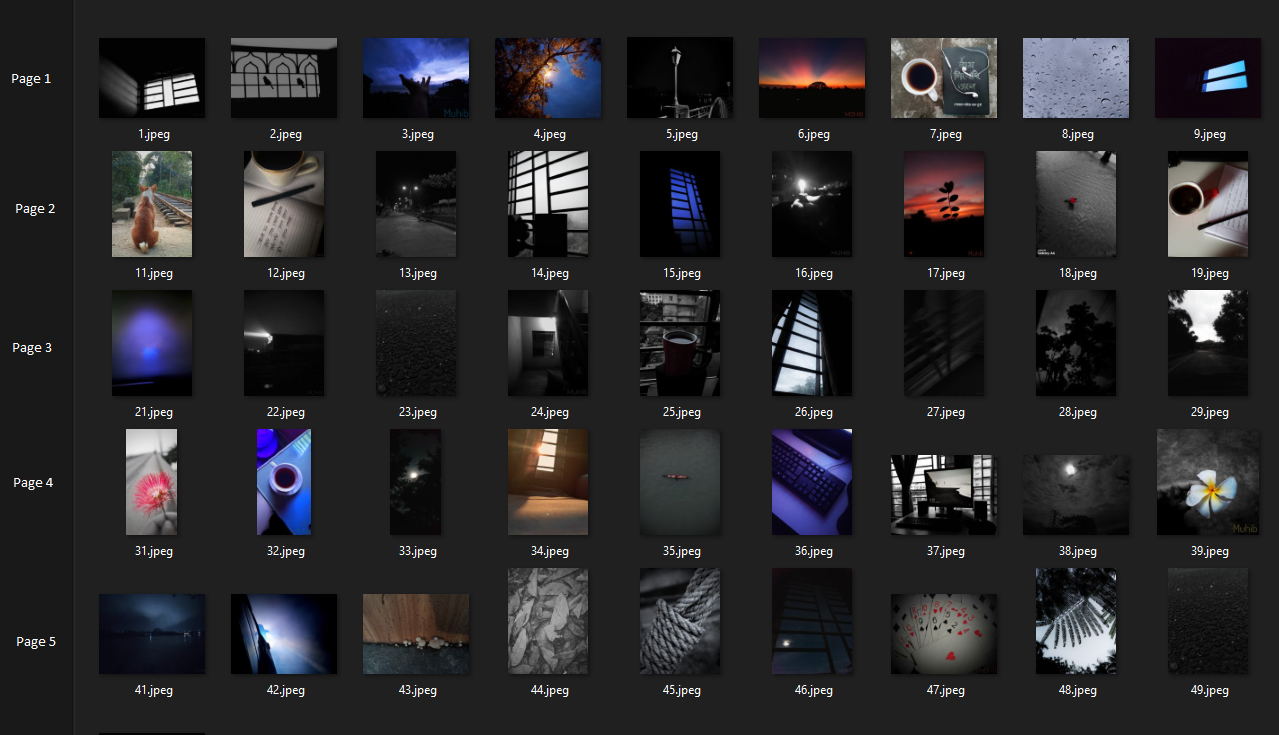 Page 1
1.jpeg 2.jpeg 3.jpeg 4.jpeg 5.jpeg 6.jpeg 7.jpeg 8.jpeg 9.jpeg
Muhib
Page 2
11.jpeg 12.jpeg 13.jpeg 14.jpeg 15.jpeg 16.jpeg 17.jpeg 18.jpeg 19.jpeg
Page 3
21.jpeg 22.jpeg 23.jpeg 24.jpeg 25.jpeg 26.jpeg 27.jpeg 28.jpeg 29.jpeg
Muhib
Page 4
31.jpeg 32.jpeg 33.jpeg 34.jpeg 35.jpeg 36.jpeg 37.jpeg 38.jpeg 39.jpeg
Muhib
Page 5
41.jpeg 42.jpeg 43.jpeg 44.jpeg 45.jpeg 46.jpeg 47.jpeg 48.jpeg 49.jpeg